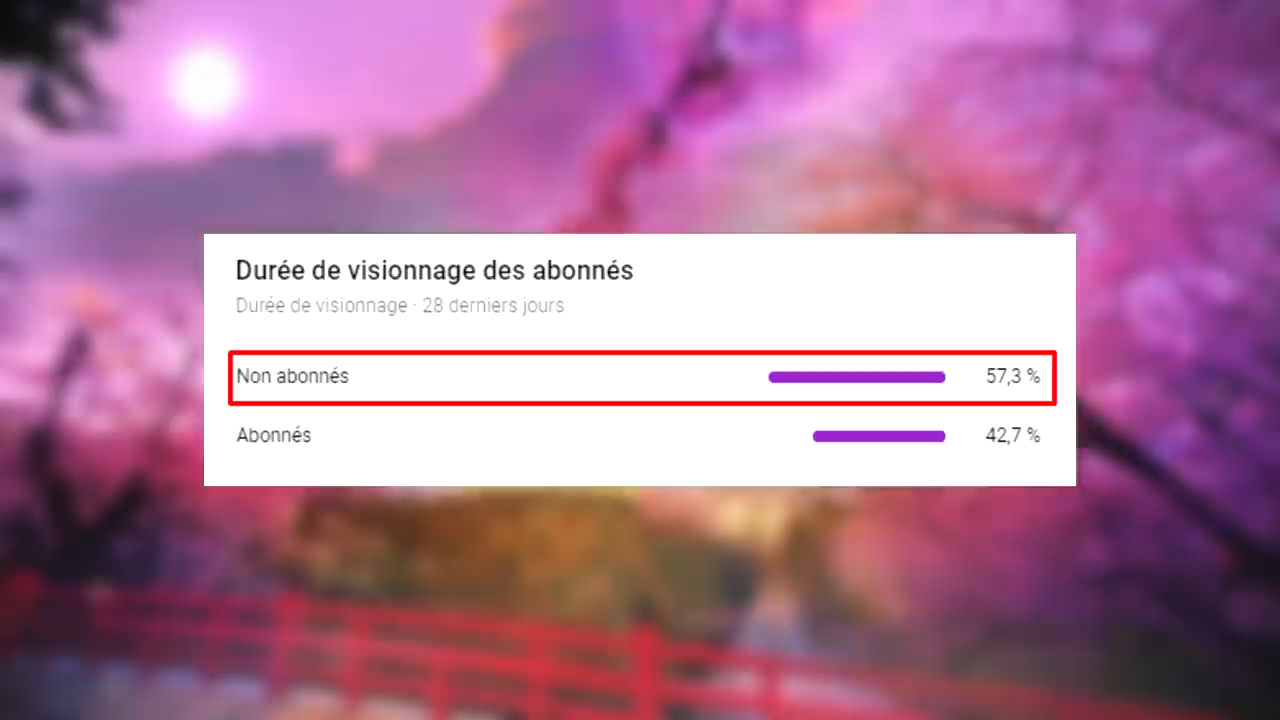 Durée de visionnage des abonnés
Durée de visionnage · 28 derniers jours
Non abonnés 57,3 %
Abonnés 42,7 %